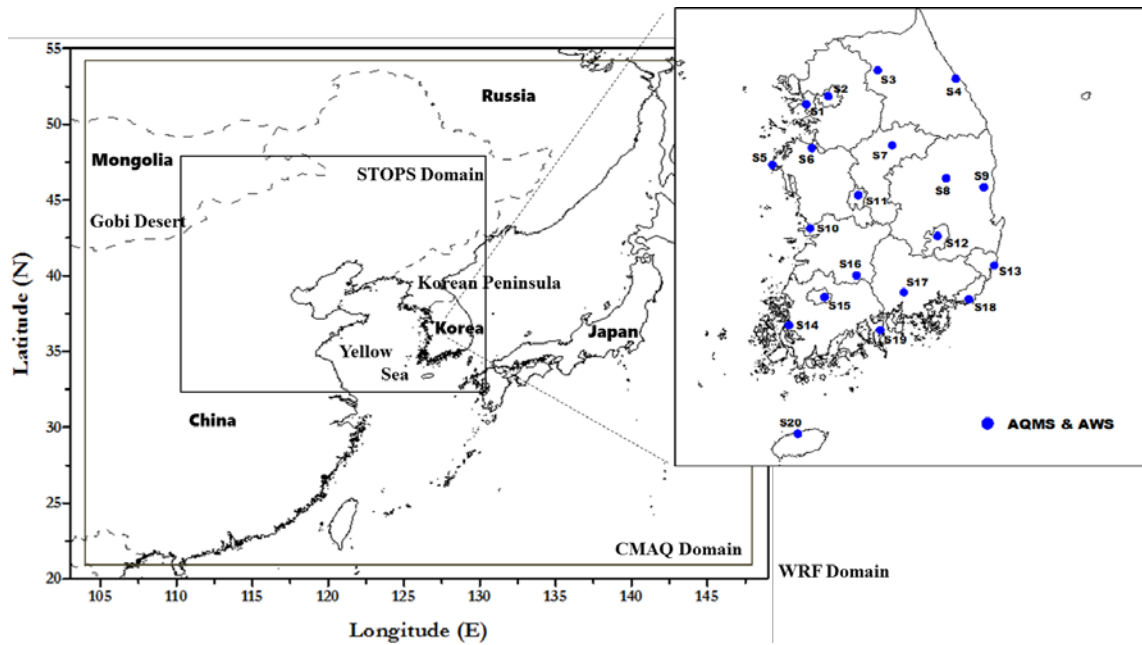 55
50
45
40
35
30
25
20
Latitude (N)
105
110
115
120
125
130
135
140
145
Longitude (E)
Russia
Mongolia
STOPS Domain
Gobi Desert
Korean Peninsula
Korea
Japan
Yellow
Sea
China
CMAQ Domain
WRF Domain
S1
S2
S3
S4
S5
S6
S7
S8
S9
S10
S11
S12
S13
S14
S15
S16
S17
S18
S19
S20
AQMS & AWS